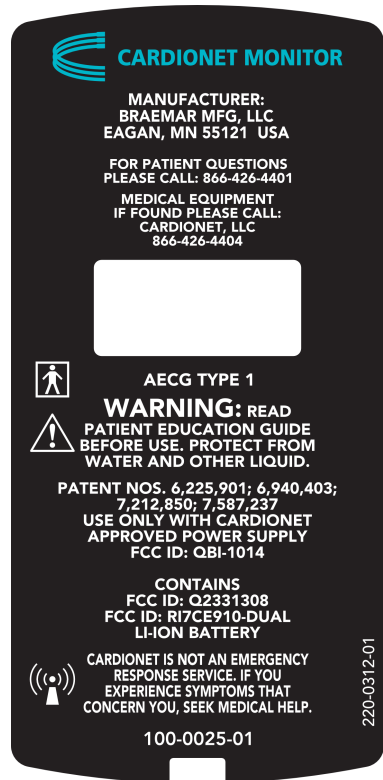 CARDIONET MONITOR
MANUFACTURER:
BRAEMAR MFG, LLC
EAGAN, MN 55121 USA
FOR PATIENT QUESTIONS
PLEASE CALL: 866-426-4401
MEDICAL EQUIPMENT
IF FOUND PLEASE CALL:
CARDIONET, LLC
866-426-4404
AECG TYPE 1
WARNING: READ
PATIENT EDUCATION GUIDE
BEFORE USE. PROTECT FROM
WATER AND OTHER LIQUID.
PATENT NOS. 6,225,901; 6,940,403;
7,212,850; 7,587,237
USE ONLY WITH CARDIONET
APPROVED POWER SUPPLY
FCC ID: QBI-1014
CONTAINS
FCC ID: Q2331308
FCC ID: RI7CE910-DUAL
LI-ION BATTERY
CARDIONET IS NOT AN EMERGENCY
RESPONSE SERVICE. IF YOU
EXPERIENCE SYMPTOMS THAT
CONCERN YOU, SEEK MEDICAL HELP.
220-0312-01
100-0025-01